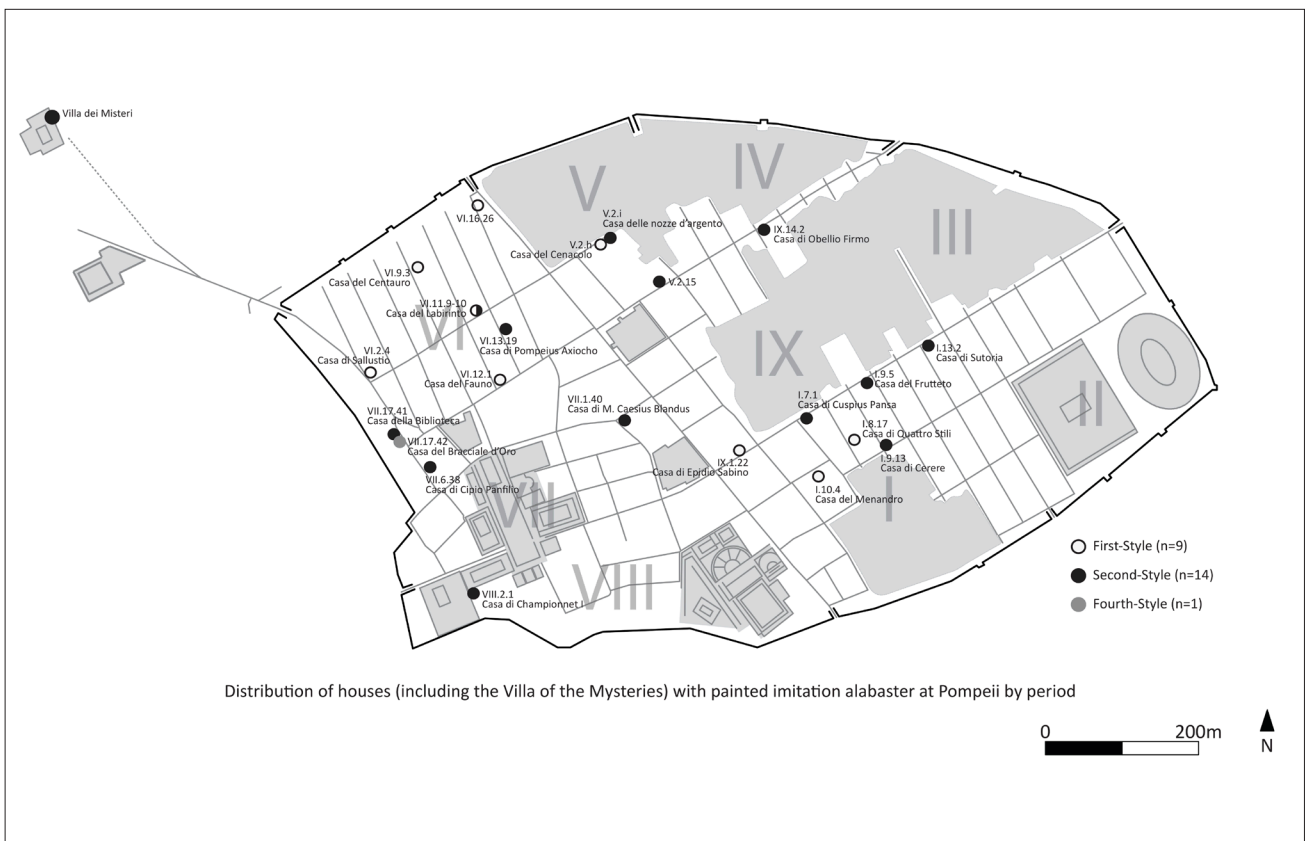 Villa dei Misteri
V
IV
III
VI.16.26
V.2.i
Casa delle nozze d'argento
V.2.h
Casa del Cenacolo
IX.14.2
Casa di Obellio Firmo
VI.9.3
Casa del Centauro
V.2.15
VI.11.9-10
Casa del Labirinto
VI
VI.13.19
Casa di Pompeius Axiocho
IX
I.13.2
Casa di Sutoria
VI.2.4
Casa di Sallustio
VI.12.1
Casa del Fauno
I.9.5
Casa del Frutteto
II
VII.1.40
Casa di M. Caesius Blandus
I.7.1
Casa di Cuspius Pansa
VII.17.41
Casa della Biblioteca
VII.17.42
Casa del Bracciale d'Oro
I.8.17
Casa di Quattro Stili
IX.1.22
Casa di Epidio Sabino
I.9.13
Casa di Cerere
VII.6.38
Casa di Cipio Panfilio
I.10.4
Casa del Menandro
VII
I
First-Style (n=9)
Second-Style (n=14)
Fourth-Style (n=1)
VIII.2.1
Casa di Championnet I
VIII
Distribution of houses (including the Villa of the Mysteries) with painted imitation alabaster at Pompeii by period
0 200m
N